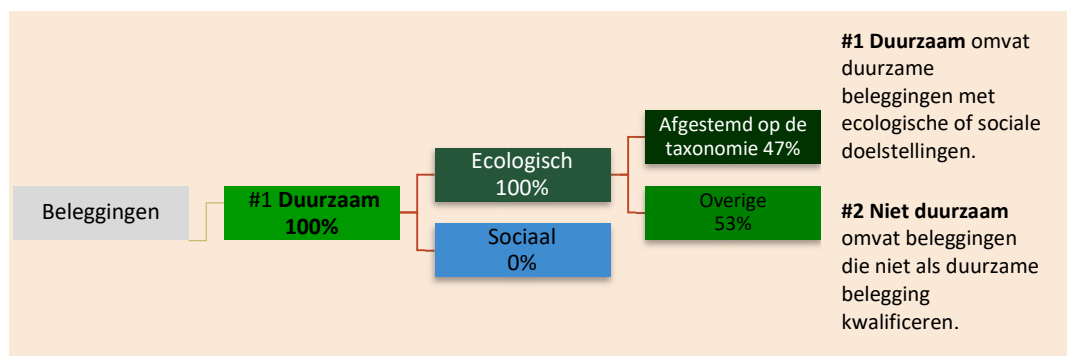 Beleggingen
#1 Duurzaam
100%
Ecologisch
100%
Sociaal
0%
Afgestemd op de
taxonomie 47%
Overige
53%
#1 Duurzaam omvat
duurzame
beleggingen met
ecologische of sociale
doelstellingen.
#2 Niet duurzaam
omvat beleggingen
die niet als duurzame
belegging
kwalificeren.